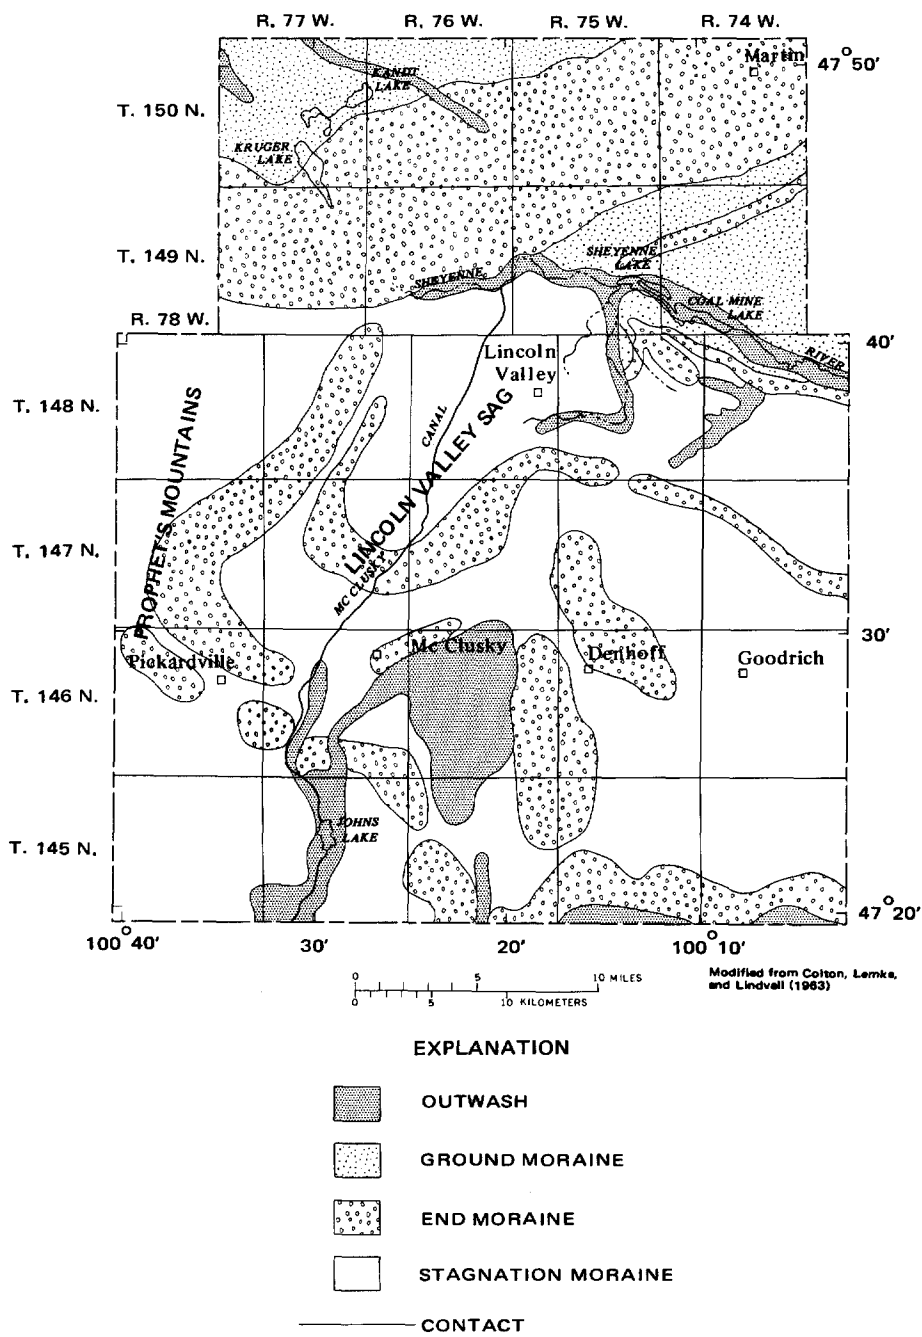 R. 77 W. R. 76 W. R. 75 W. R. 74 W.
Martin
47° 50'
KANDT
LAKE
T. 150 N.
KRUGER
LAKE
T. 149 N.
SHEYENNE
LAKE
SHEYENNE
COAL MINE
LAKE
R. 78 W.
RIVER
40'
Lincoln
Valley
T. 148 N.
CANAL
LINCOLN VALLEY SAG
PROPHET'S MOUNTAINS
T. 147 N.
MC CLUSKY
30'
Pickardville
Mc Clusky
Denhoff
Goodrich
T. 146 N.
JOHNS
LAKE
T. 145 N.
47° 20'
100° 40' 30' 20' 100° 10'
0 5 10 MILES
0 5 10 KILOMETERS
Modified from Colton, Lemke,
and Lindvall (1963)
EXPLANATION
OUTWASH
GROUND MORAINE
END MORAINE
STAGNATION MORAINE
CONTACT